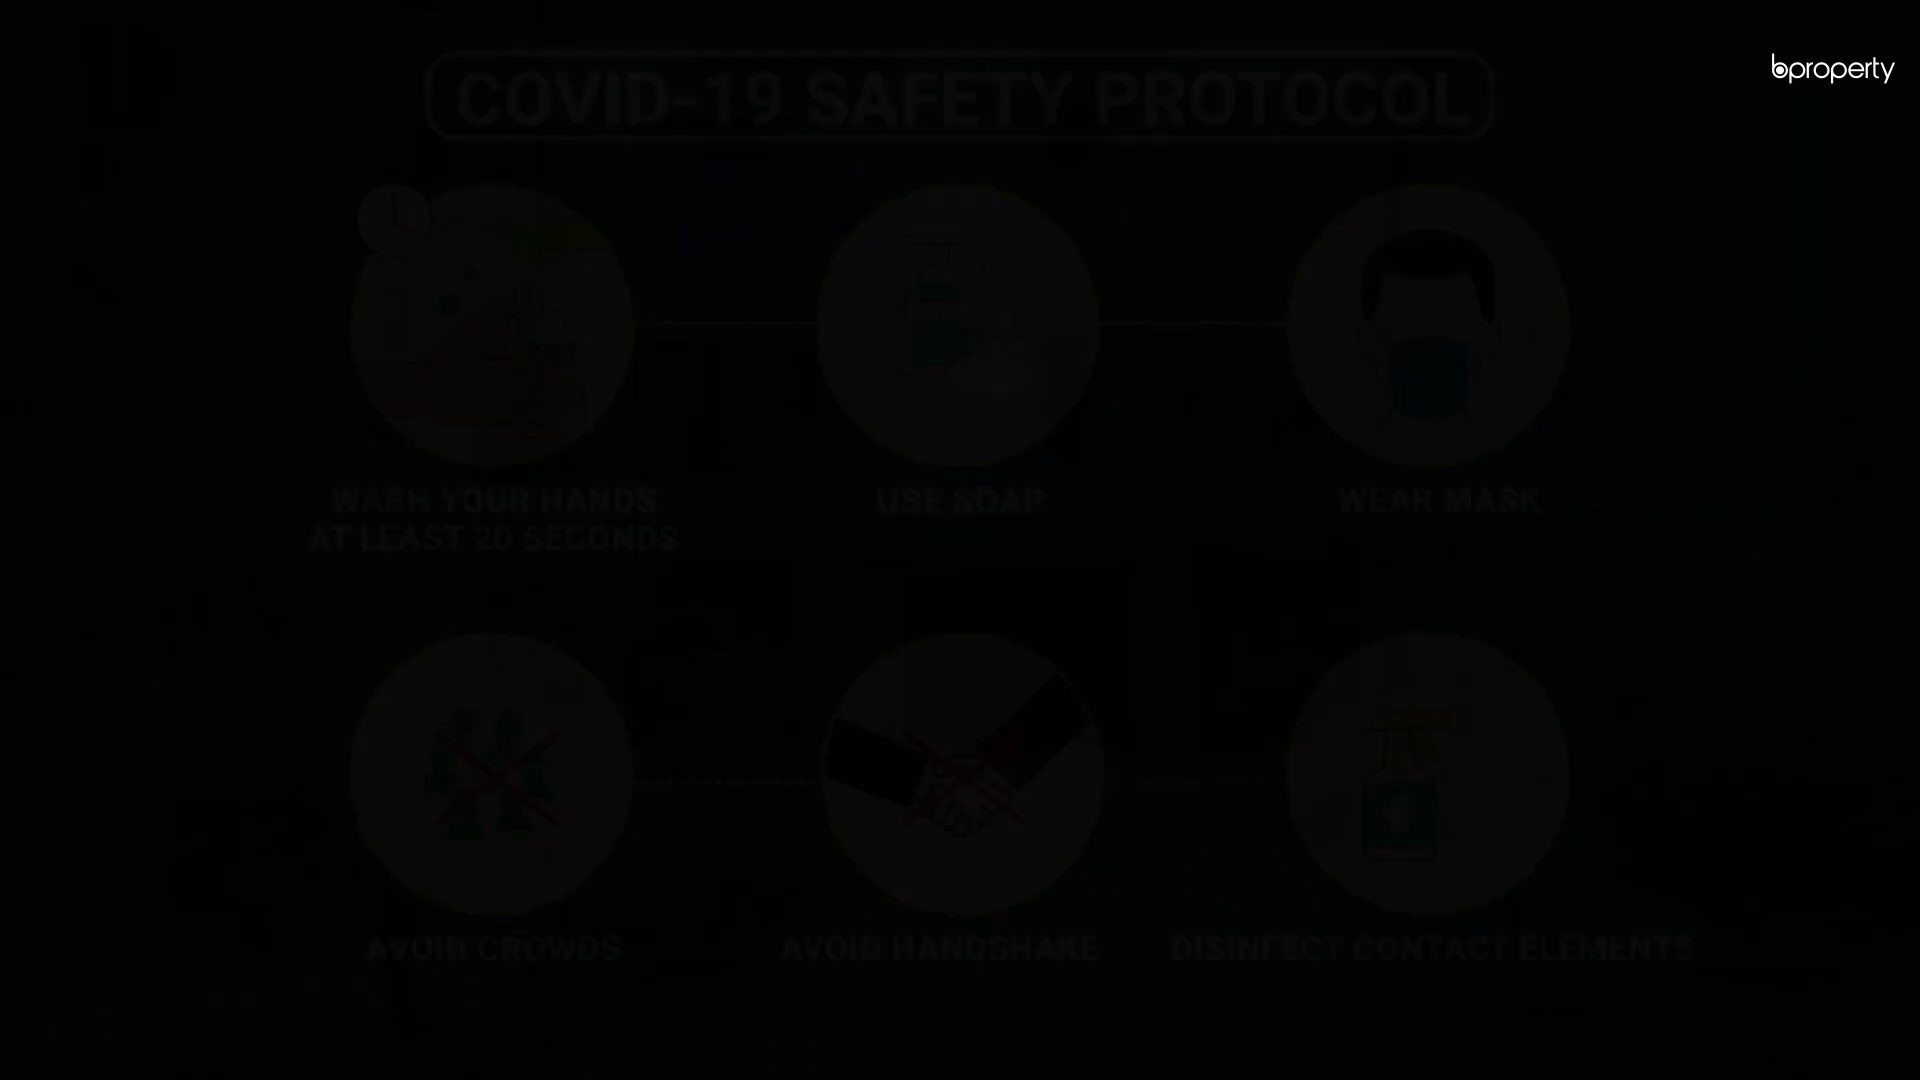 COVID-19 SAFETY PROTOCOL
bproperty
WASH YOUR HANDS
AT LEAST 20 SECONDS
USE SOAP
WEAR MASK
AVOID CROWDS
AVOID HANDSHAKE
DISINFECT CONTACT ELEMENTS